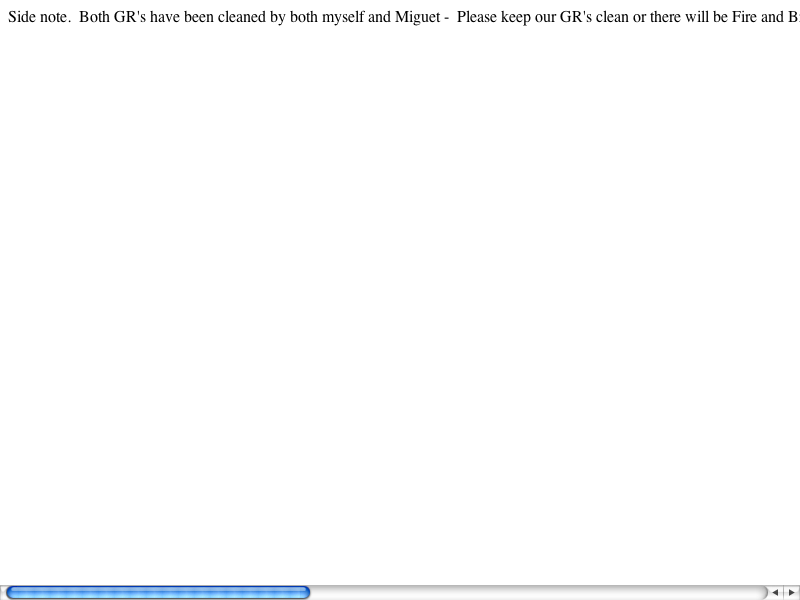 Side note.  Both GR's have been cleaned by both myself and Miguet -  Please keep our GR's clean or there will be Fire and